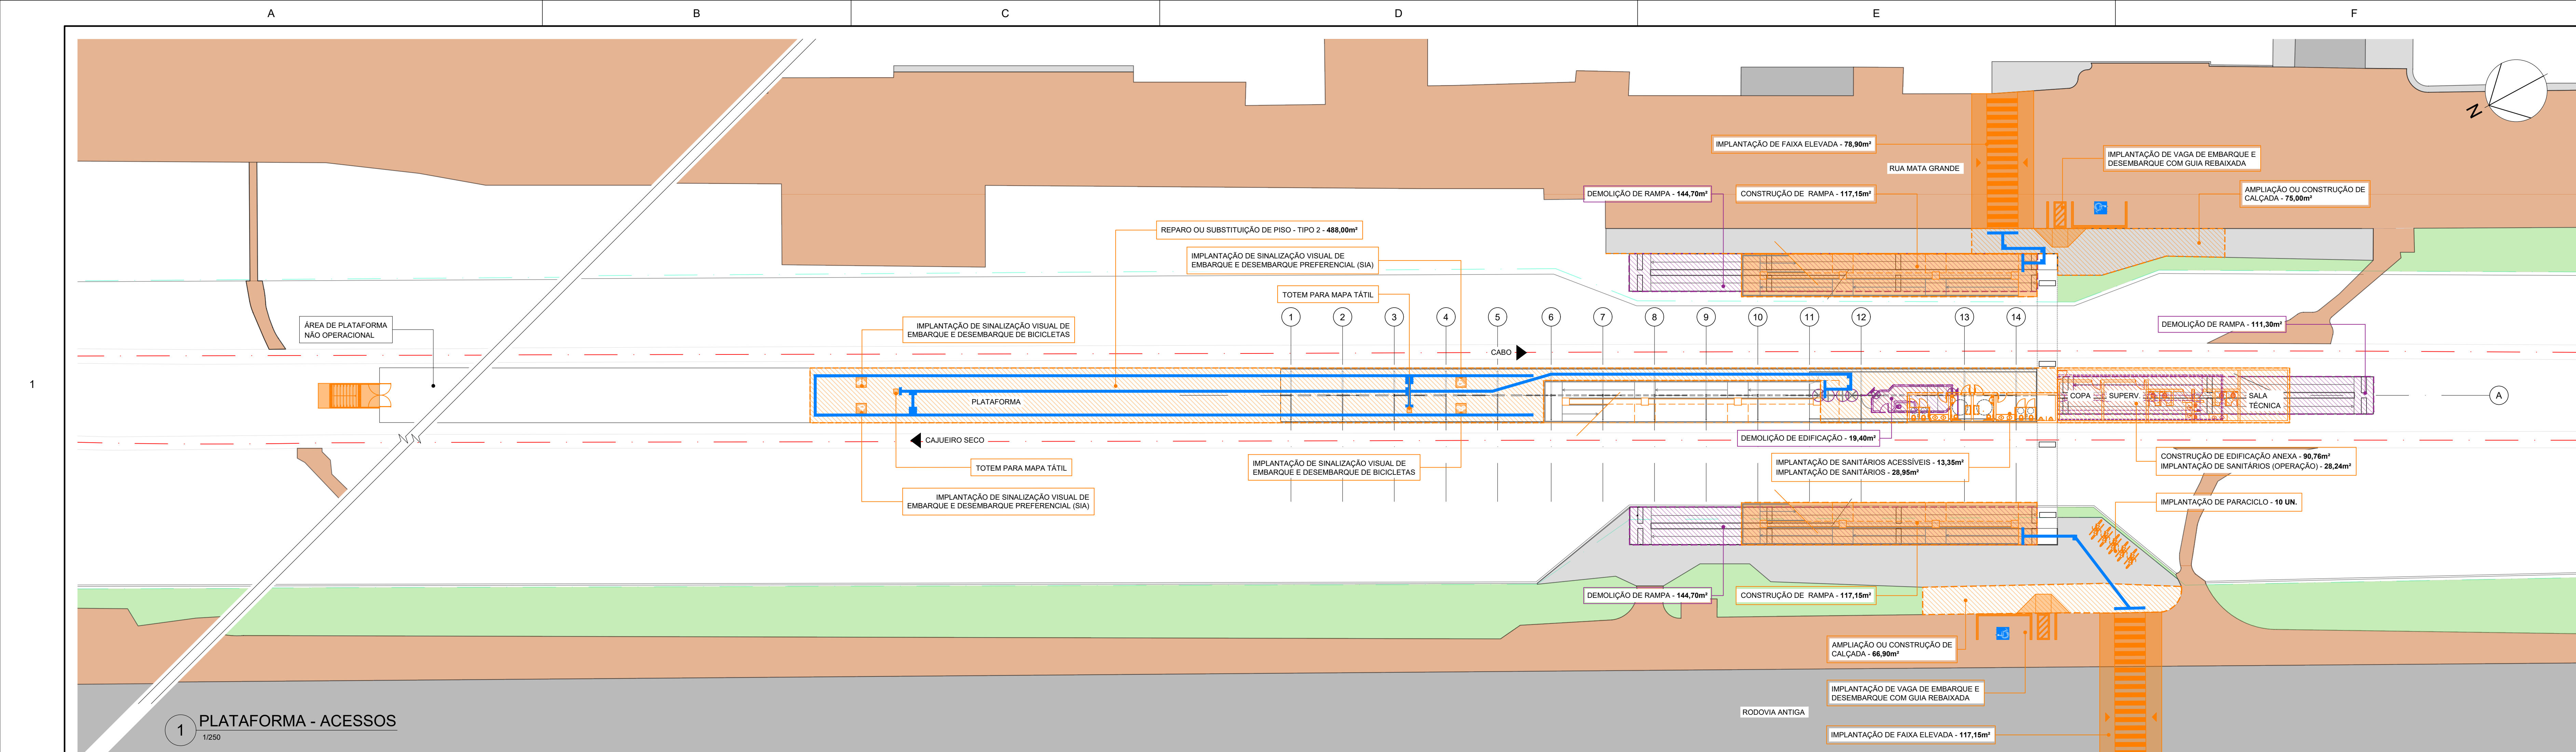 A
B
C
D
E
F
1
N
IMPLANTAÇÃO DE FAIXA ELEVADA - 78,90m²
RUA MATA GRANDE
IMPLANTAÇÃO DE VAGA DE EMBARQUE E
DESEMBARQUE COM GUIA REBAIXADA
DEMOLIÇÃO DE RAMPA - 144,70m²
CONSTRUÇÃO DE RAMPA - 117,15m²
AMPLIAÇÃO OU CONSTRUÇÃO DE
CALÇADA - 75,00m²
REPARO OU SUBSTITUIÇÃO DE PISO - TIPO 2 - 488,00m²
IMPLANTAÇÃO DE SINALIZAÇÃO VISUAL DE
EMBARQUE E DESEMBARQUE PREFERENCIAL (SIA)
TOTEM PARA MAPA TÁTIL
ÁREA DE PLATAFORMA
NÃO OPERACIONAL
IMPLANTAÇÃO DE SINALIZAÇÃO VISUAL DE
EMBARQUE E DESEMBARQUE DE BICICLETAS
1
2
3
4
5
6
7
8
9
10
11
12
13
14
DEMOLIÇÃO DE RAMPA - 111,30m²
CABO
PLATAFORMA
COPA
SUPERV.
SALA
TÉCNICA
A
CAJUEIRO SECO
DEMOLIÇÃO DE EDIFICAÇÃO - 19,40m²
TOTEM PARA MAPA TÁTIL
IMPLANTAÇÃO DE SINALIZAÇÃO VISUAL DE
EMBARQUE E DESEMBARQUE DE BICICLETAS
IMPLANTAÇÃO DE SANITÁRIOS ACESSÍVEIS - 13,35m²
IMPLANTAÇÃO DE SANITÁRIOS - 28,95m²
CONSTRUÇÃO DE EDIFICAÇÃO ANEXA - 90,76m²
IMPLANTAÇÃO DE SANITÁRIOS (OPERAÇÃO) - 28,24m²
IMPLANTAÇÃO DE SINALIZAÇÃO VISUAL DE
EMBARQUE E DESEMBARQUE PREFERENCIAL (SIA)
IMPLANTAÇÃO DE PARACICLO - 10 UN.
DEMOLIÇÃO DE RAMPA - 144,70m²
CONSTRUÇÃO DE RAMPA - 117,15m²
AMPLIAÇÃO OU CONSTRUÇÃO DE
CALÇADA - 66,90m²
IMPLANTAÇÃO DE VAGA DE EMBARQUE E
DESEMBARQUE COM GUIA REBAIXADA
RODOVIA ANTIGA
IMPLANTAÇÃO DE FAIXA ELEVADA - 117,15m²
1
PLATAFORMA - ACESSOS
1/250